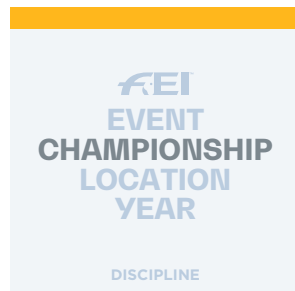 FEI
EVENT
CHAMPIONSHIP
LOCATION
YEAR
DISCIPLINE